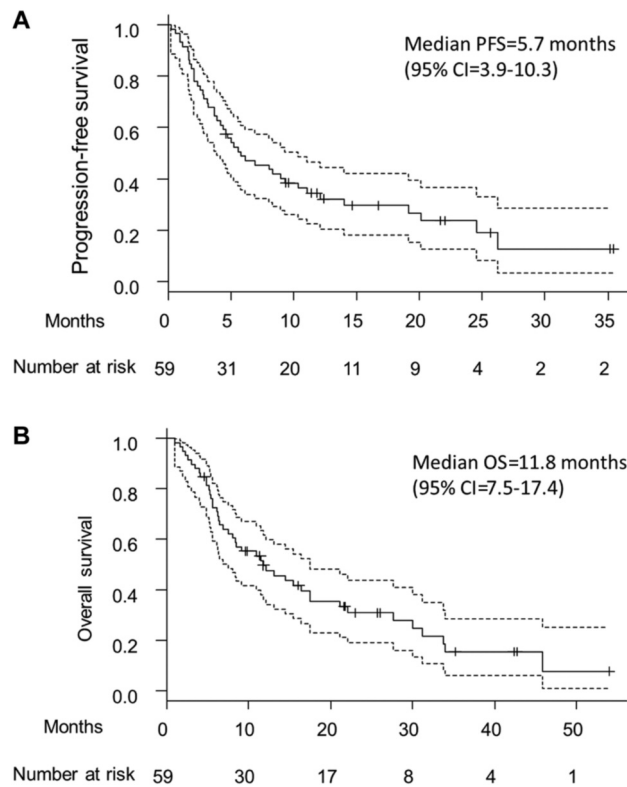 A
Median PFS=5.7 months
(95% CI=3.9-10.3)
Progression-free survival
1.0
0.8
0.6
0.4
0.2
0.0
0 5 10 15 20 25 30 35
Months
Number at risk 59 31 20 11 9 4 2 2
B
Median OS=11.8 months
(95% CI=7.5-17.4)
Overall survival
1.0
0.8
0.6
0.4
0.2
0.0
Months 0 10 20 30 40 50
Number at risk 59 30 17 8 4 1